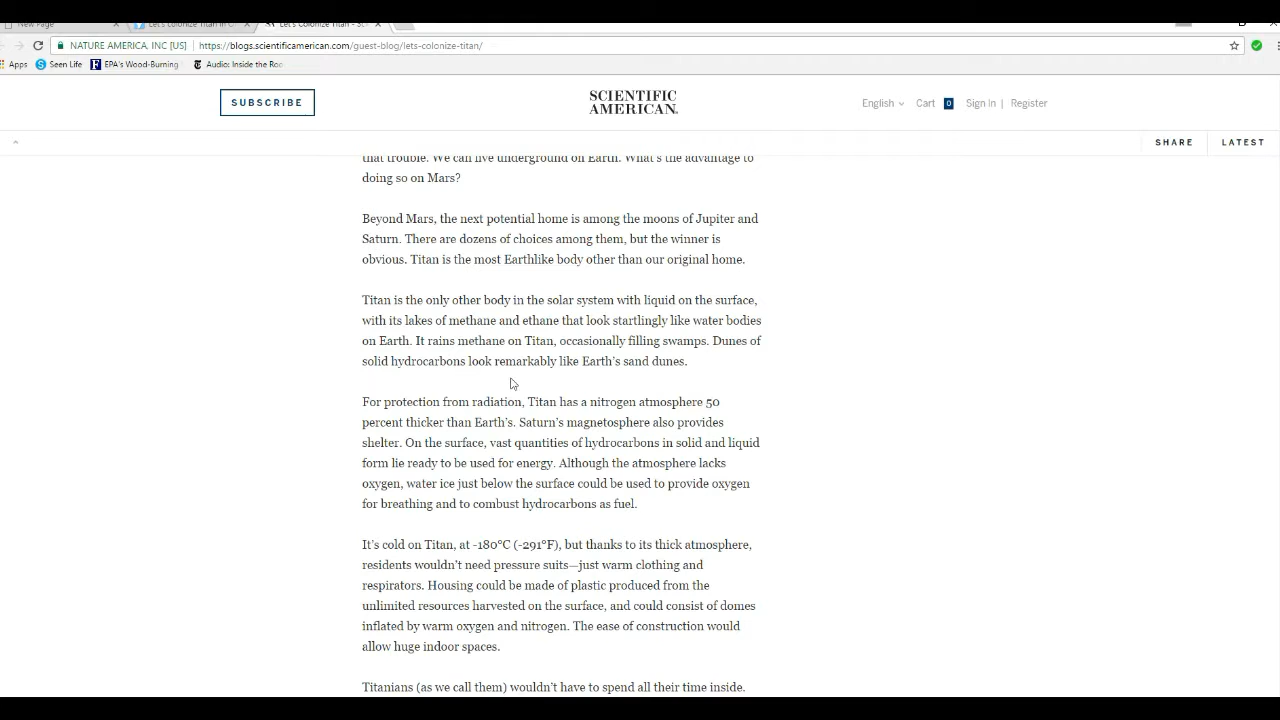 New Page
Let's Colonize Titan
NATURE AMERICA, INC [US] https://blogs.scientificamerican.com/guest-blog/lets-colonize-titan/
Apps Seen Life EPA's Wood-Burning Audio: Inside the
SUBSCRIBE
SCIENTIFIC
AMERICAN
English Cart 0 Sign In | Register
SHARE LATEST
that trouble. We can live underground on Earth. What's the advantage to
doing so on Mars?
Beyond Mars, the next potential home is among the moons of Jupiter and
Saturn. There are dozens of choices among them, but the winner is
obvious. Titan is the most Earthlike body other than our original home.
Titan is the only other body in the solar system with liquid on the surface,
with its lakes of methane and ethane that look startlingly like water bodies
on Earth. It rains methane on Titan, occasionally filling swamps. Dunes of
solid hydrocarbons look remarkably like Earth's sand dunes.
For protection from radiation, Titan has a nitrogen atmosphere 50
percent thicker than Earth's. Saturn's magnetosphere also provides
shelter. On the surface, vast quantities of hydrocarbons in solid and liquid
form lie ready to be used for energy. Although the atmosphere lacks
oxygen, water ice just below the surface could be used to provide oxygen
for breathing and to combust hydrocarbons as fuel.
It's cold on Titan, at -180°C (-291°F), but thanks to its thick atmosphere,
residents wouldn't need pressure suits—just warm clothing and
respirators. Housing could be made of plastic produced from the
unlimited resources harvested on the surface, and could consist of domes
inflated by warm oxygen and nitrogen. The ease of construction would
allow huge indoor spaces.
Titanians (as we call them) wouldn't have to spend all their time inside.